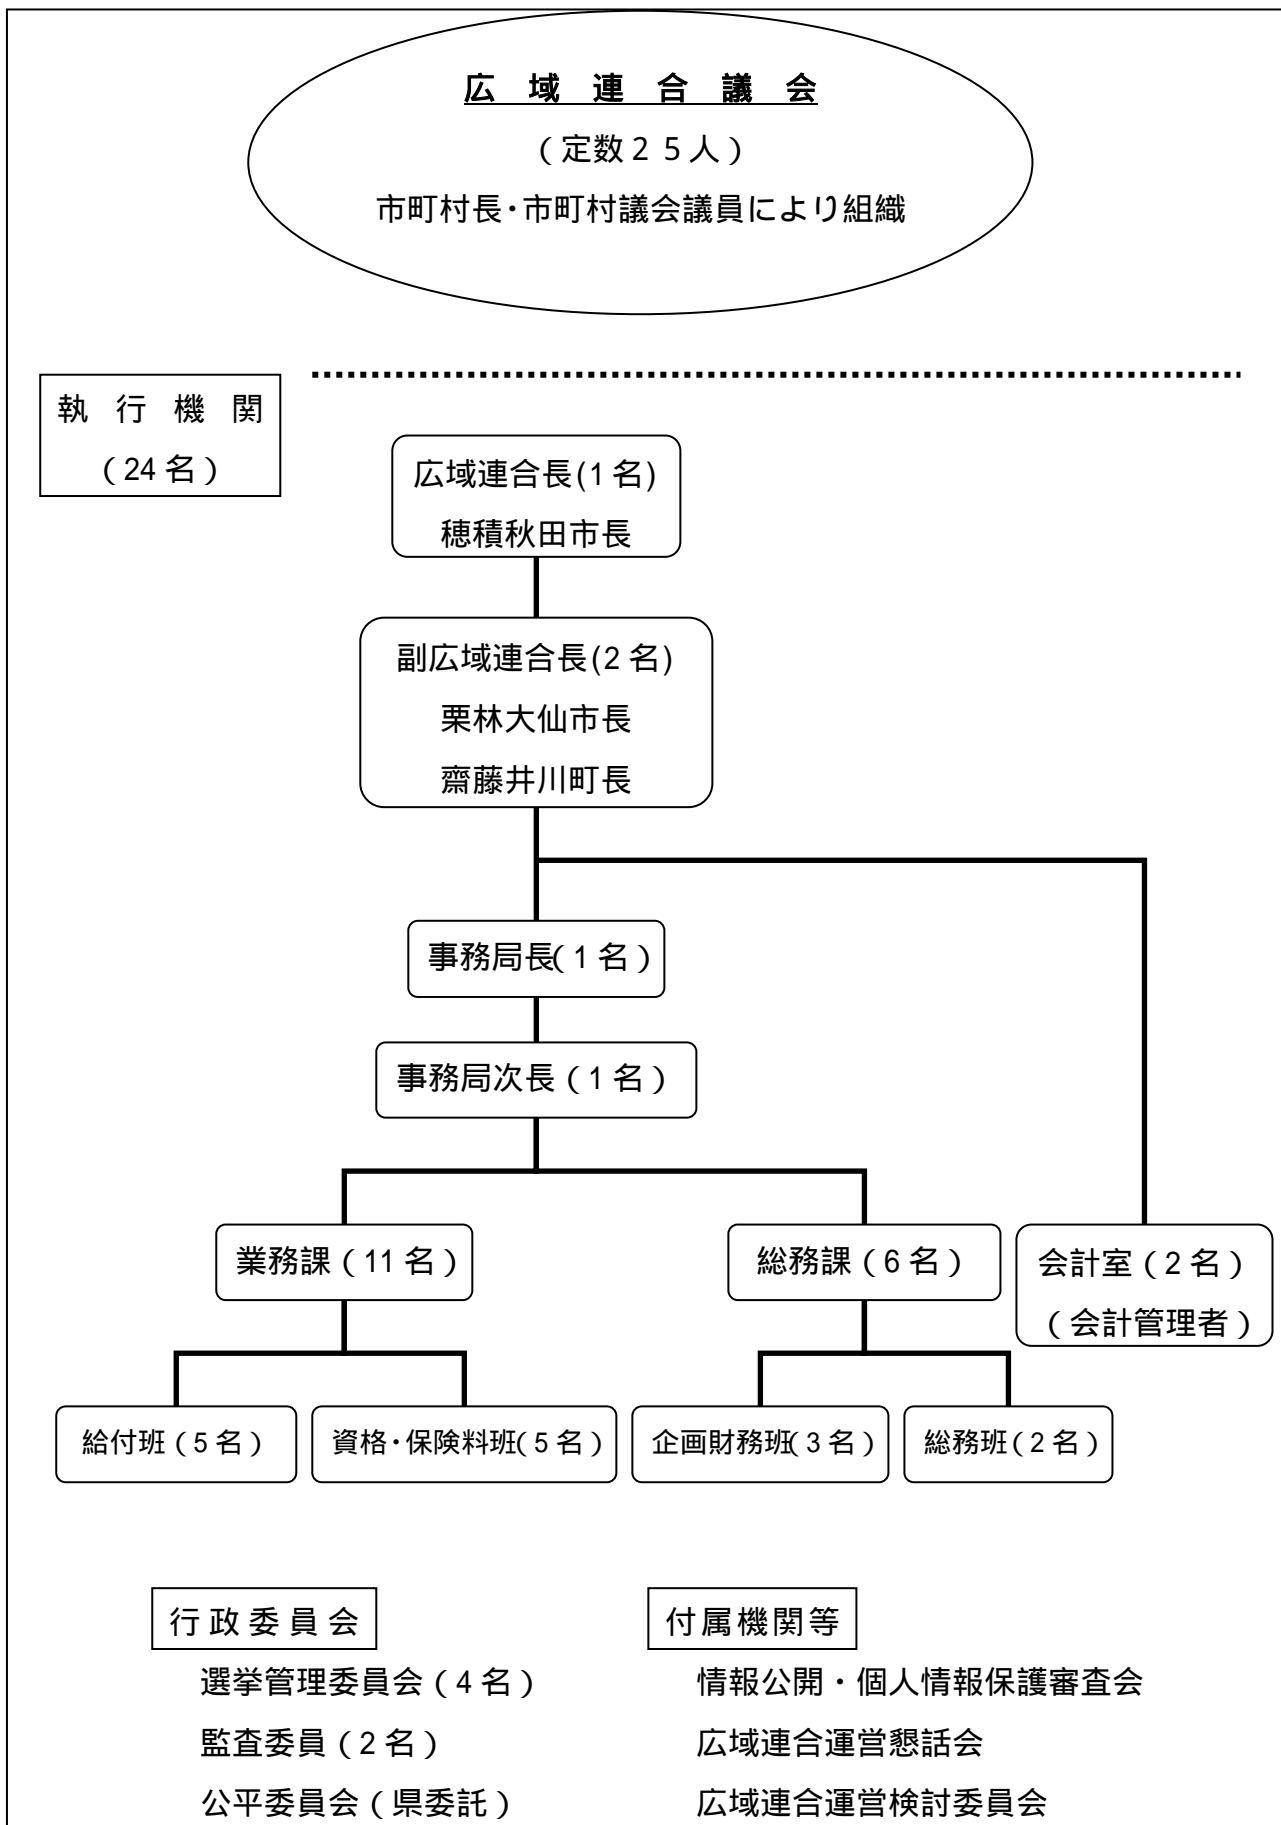 広域連合議会
（定数２５人）
市町村長・市町村議会議員により組織
執行機関
（24名）
広域連合長(1名)
穂積秋田市長
副広域連合長(2名)
栗林大仙市長
齋藤井川町長
事務局長（1名）
事務局次長（1名）
業務課（11名）
総務課（6名）
会計室（2名）
（会計管理者）
給付班（5名）
資格・保険料班（5名）
企画財務班（3名）
総務班（2名）
行政委員会
選挙管理委員会（4名）
監査委員（2名）
公平委員会（県委託）
付属機関等
情報公開・個人情報保護審査会
広域連合運営懇話会
広域連合運営検討委員会